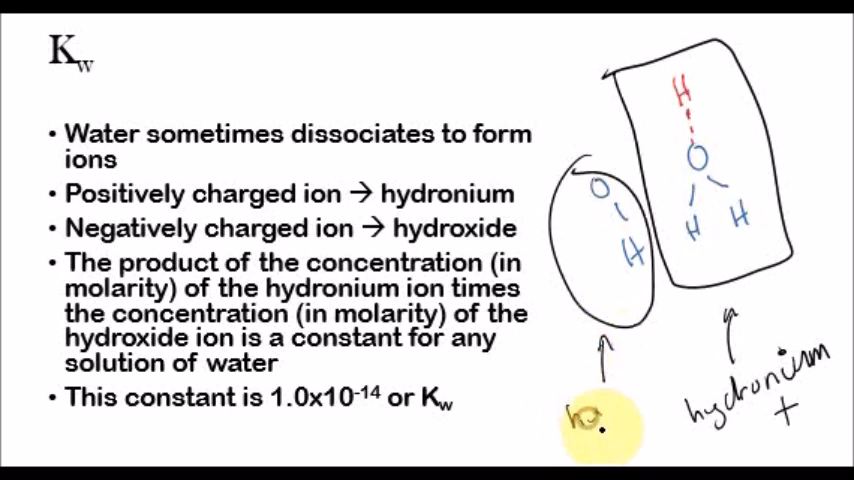 Kw
• Water sometimes dissociates to form
ions
• Positively charged ion → hydronium
• Negatively charged ion → hydroxide
• The product of the concentration (in
molarity) of the hydronium ion times
the concentration (in molarity) of the
hydroxide ion is a constant for any
solution of water
• This constant is 1.0x10⁻¹⁴ or Kw
H
O
H H
O
H
hydronium
+
hy